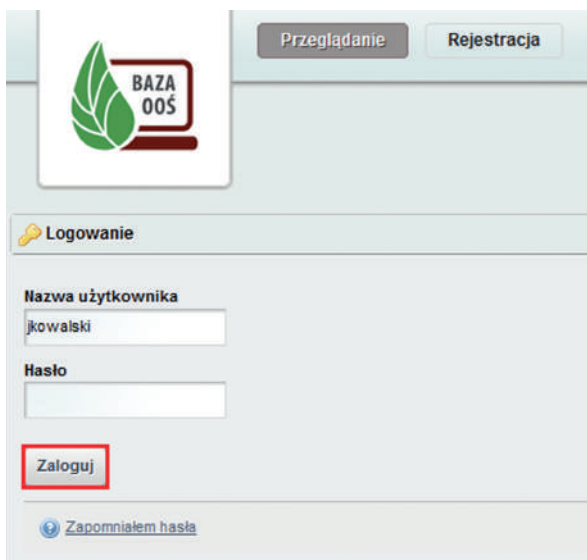 Przeglądanie
Rejestracja
BAZA
OOŚ
Logowanie
Nazwa użytkownika
jkowalski
Hasło
Zaloguj
Zapomniałem hasła